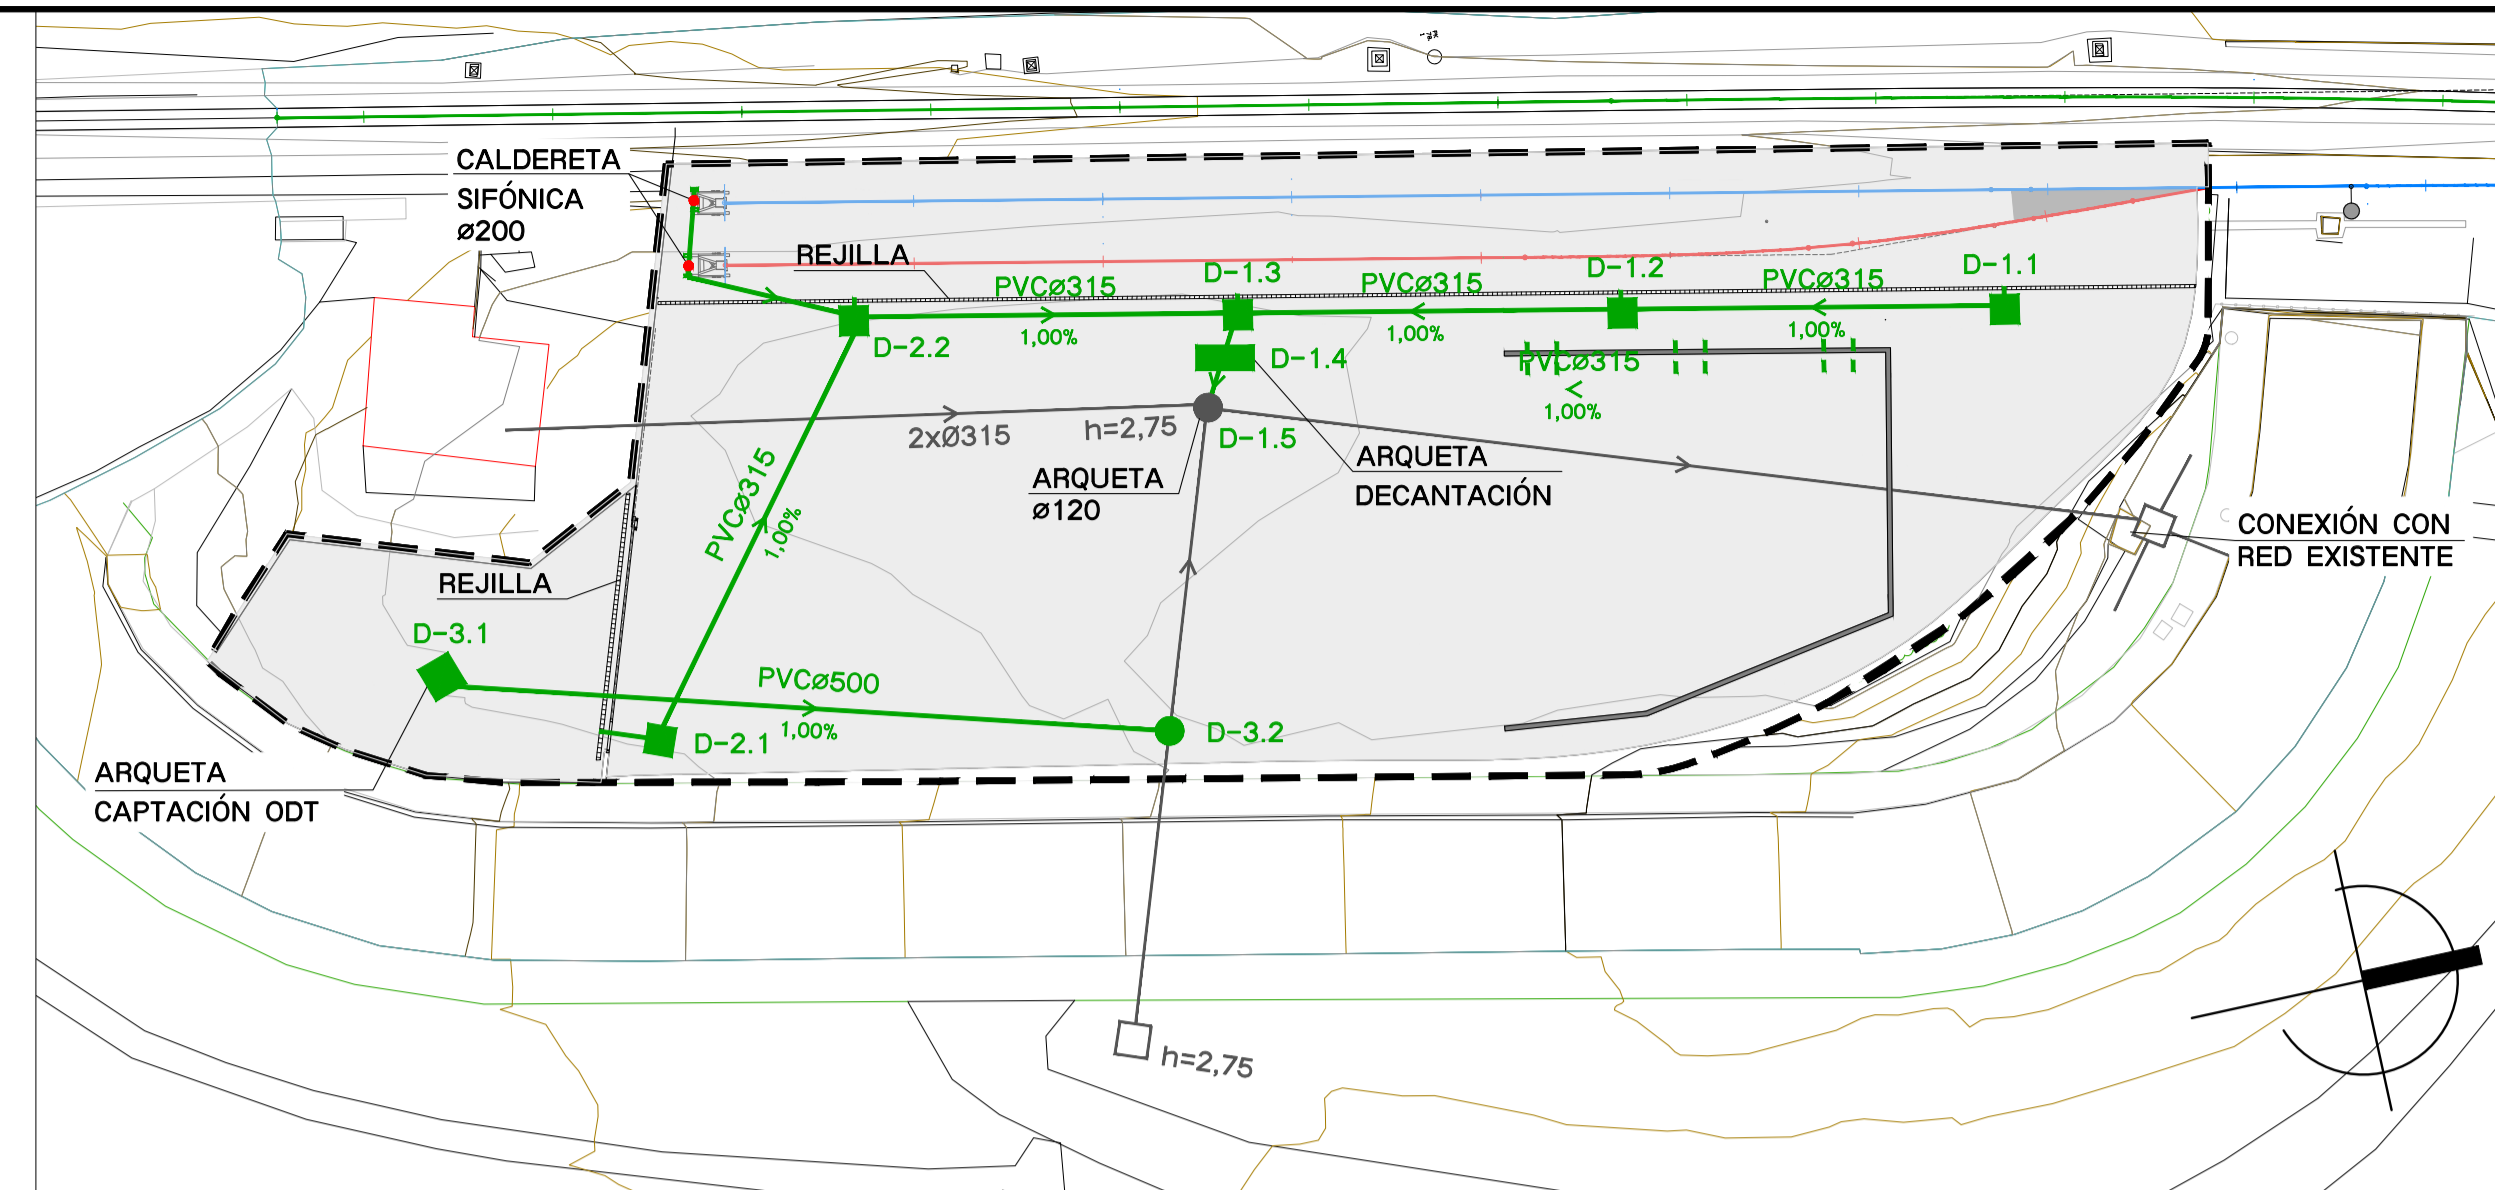 CALDERETA
SIFÓNICA
ø200
REJILLA
PVCø315
1,00%
D-1.3
PVCø315
1,00%
D-1.2
PVCø315
1,00%
D-1.1
D-2.2
D-1.4
PVCø315
1,00%
2xØ315
h=2,75
D-1.5
ARQUETA
ø120
ARQUETA
DECANTACIÓN
PVCø315
1,00%
CONEXIÓN CON
RED EXISTENTE
REJILLA
D-3.1
PVCø500
1,00%
D-2.1
D-3.2
ARQUETA
CAPTACIÓN ODT
h=2,75